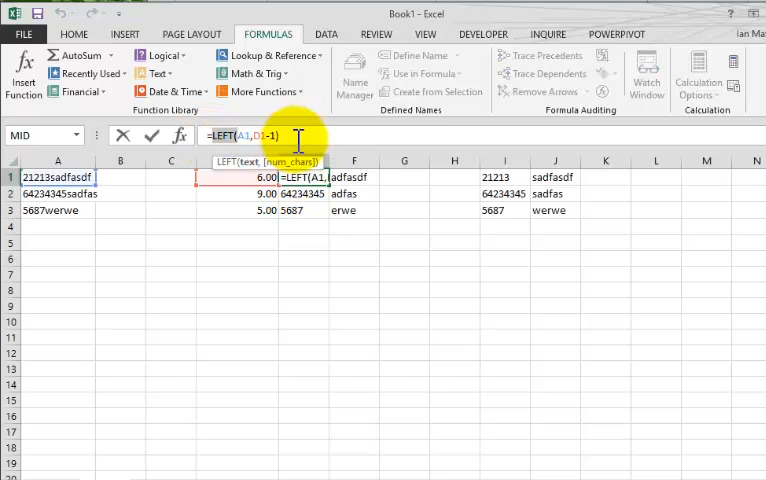 Book1 - Excel
FILE HOME INSERT PAGE LAYOUT FORMULAS DATA REVIEW VIEW DEVELOPER INQUIRE POWERPIVOT Ian Ma
fx Insert Function
AutoSum Logical Lookup & Reference
Recently Used Text Math & Trig
Financial Date & Time More Functions
Function Library
Name Manager
Define Name
Use in Formula
Create from Selection
Defined Names
Trace Precedents
Trace Dependents
Remove Arrows
Formula Auditing
Watch Window
Calculation Options
Calculation
MID fx =LEFT(A1,D1-1)
LEFT(text, [num_chars])
A B C F G H I J K L M N
1 21213sadfasdf 6.00 =LEFT(A1, adfasdf 21213 sadfasdf
2 64234345sadfas 9.00 64234345 adfas 64234345 sadfas
3 5687werwe 5.00 5687 erwe 5687 werwe
4
5
6
7
8
9
10
11
12
13
14
15
16
17
18
19
20